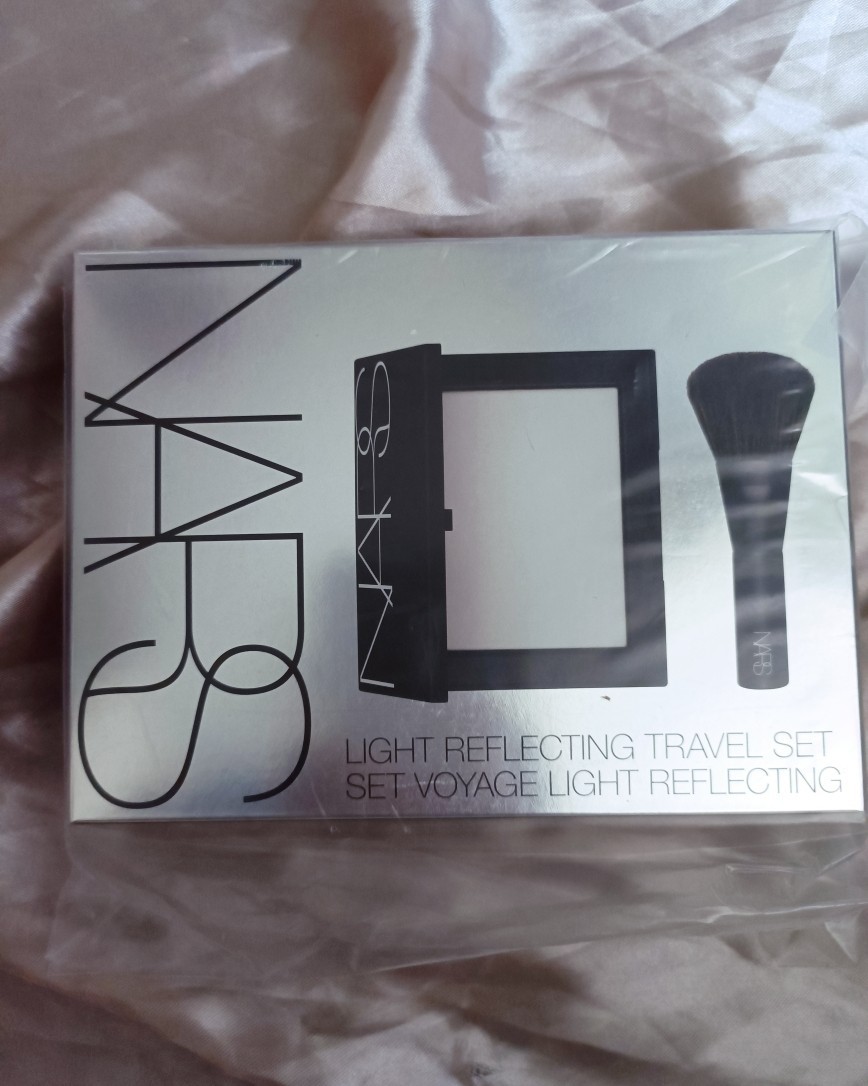 NARS
NARS
NARS
LIGHT REFLECTING TRAVEL SET
SET VOYAGE LIGHT REFLECTING